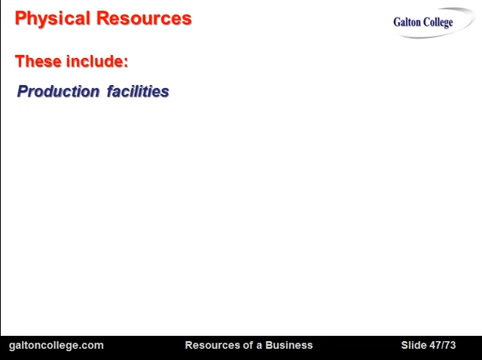 Physical Resources
Galton College
These include:
Production facilities
galtoncollege.com
Resources of a Business
Slide 47/73